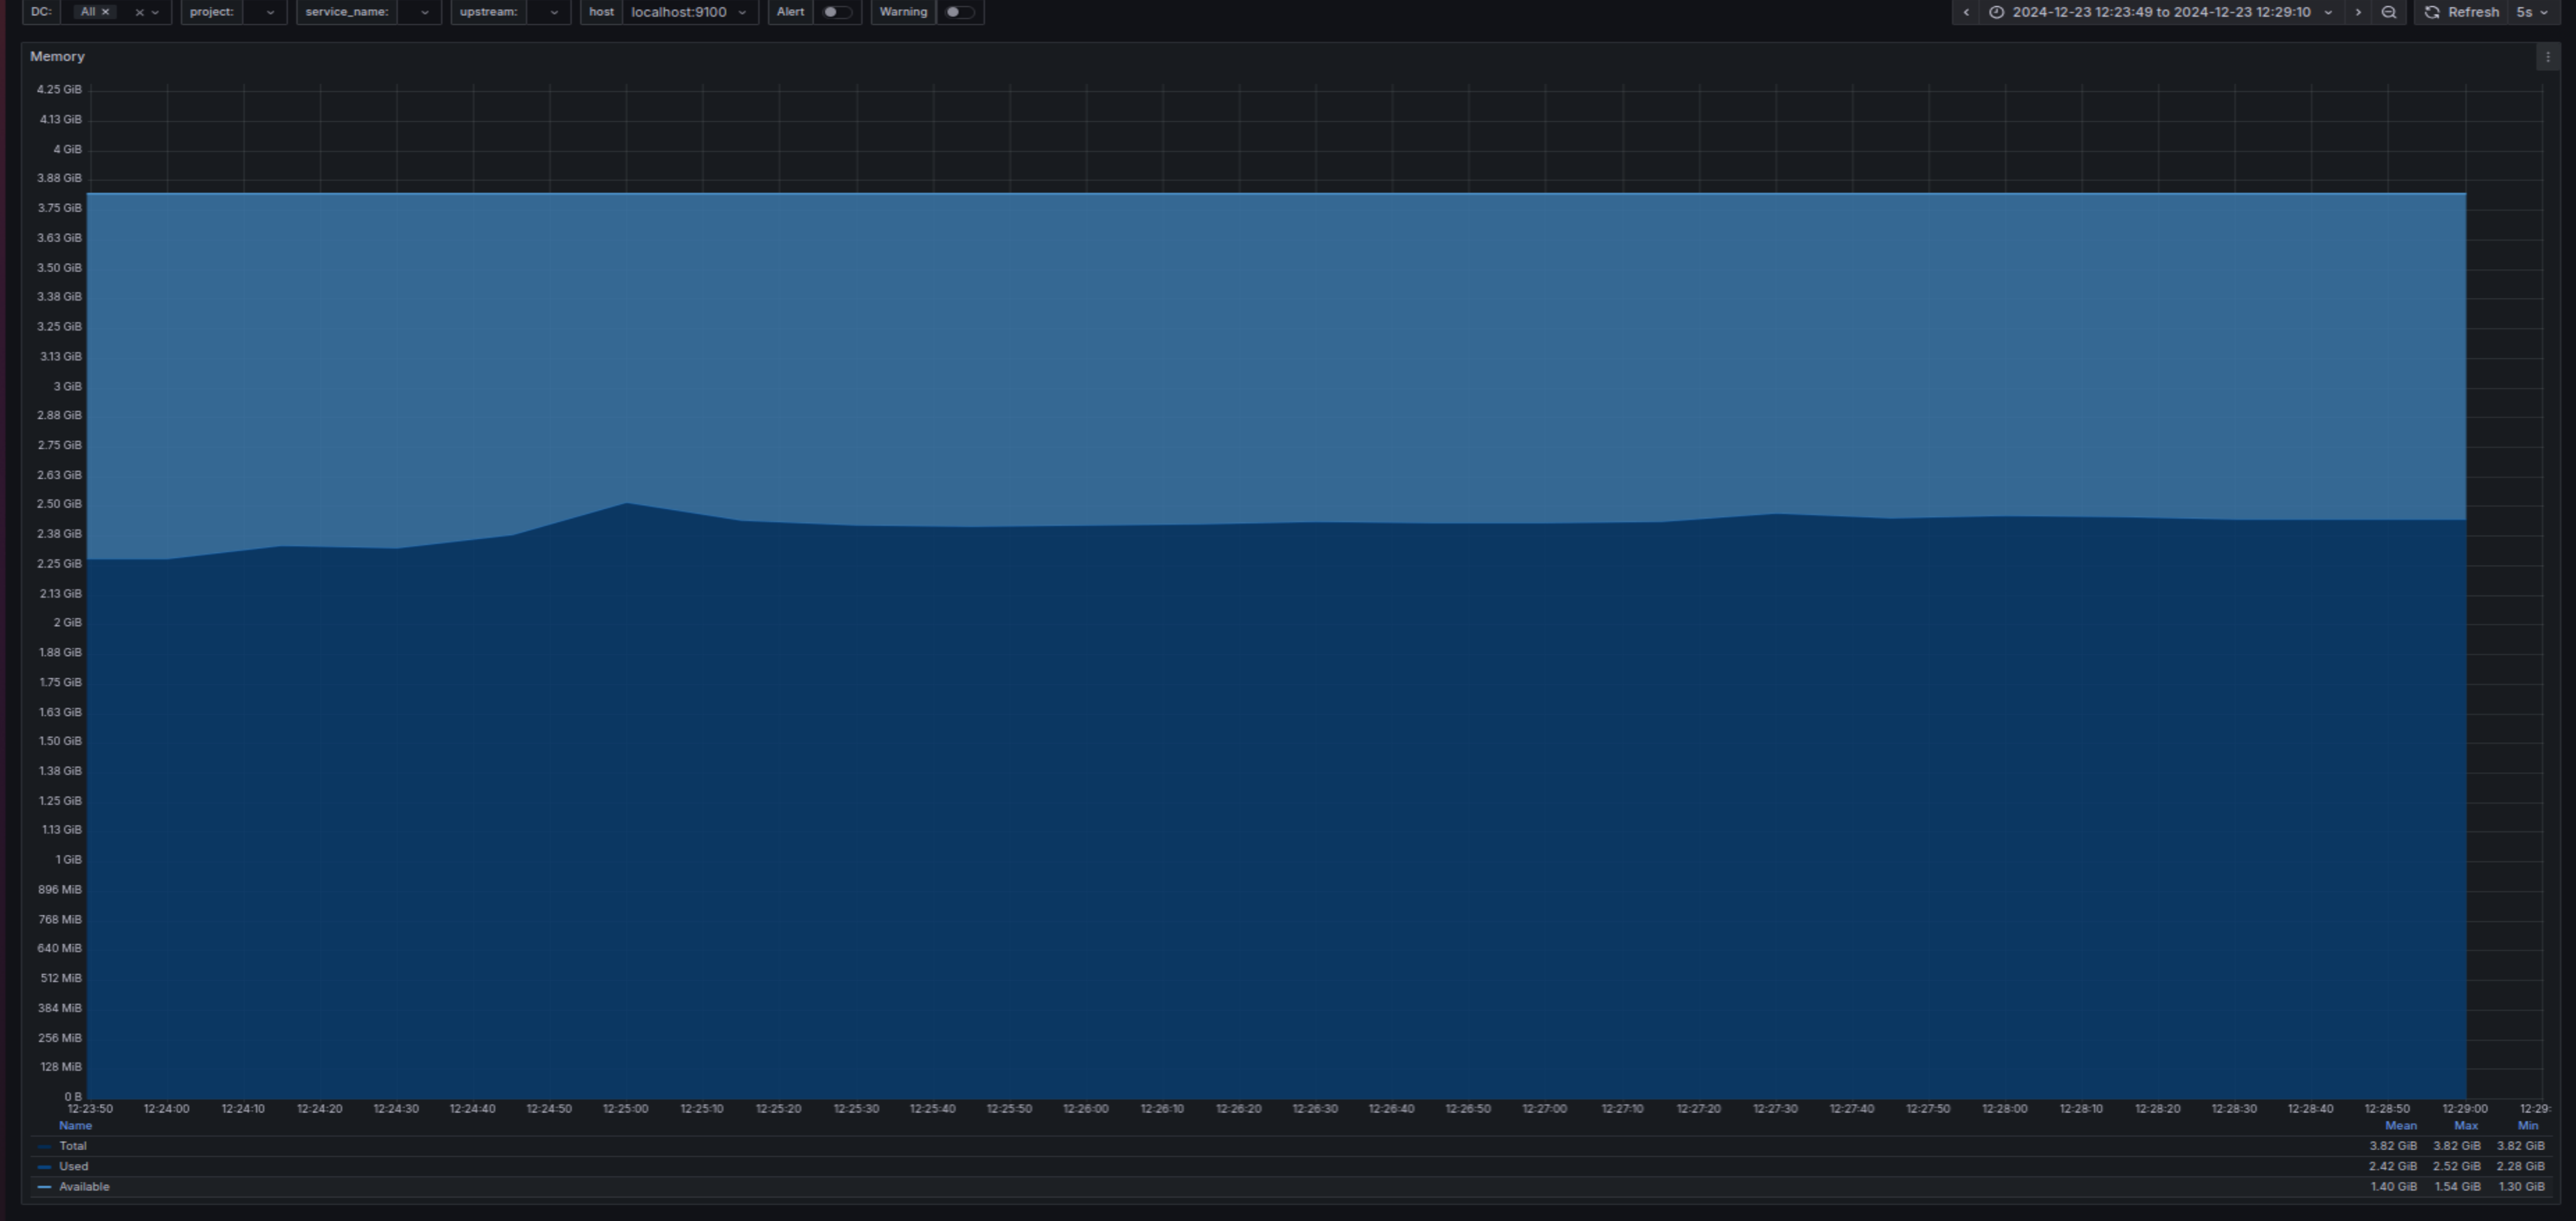 DC: All project: service_name: upstream: host localhost:9100 Alert Warning 2024-12-23 12:23:49 to 2024-12-23 12:29:10 Refresh 5s
Memory
4.25 GiB
4.13 GiB
4 GiB
3.88 GiB
3.75 GiB
3.63 GiB
3.50 GiB
3.38 GiB
3.25 GiB
3.13 GiB
3 GiB
2.88 GiB
2.75 GiB
2.63 GiB
2.50 GiB
2.38 GiB
2.25 GiB
2.13 GiB
2 GiB
1.88 GiB
1.75 GiB
1.63 GiB
1.50 GiB
1.38 GiB
1.25 GiB
1.13 GiB
1 GiB
896 MiB
768 MiB
640 MiB
512 MiB
384 MiB
256 MiB
128 MiB
0 B
12:23:50 12:24:00 12:24:10 12:24:20 12:24:30 12:24:40 12:24:50 12:25:00 12:25:10 12:25:20 12:25:30 12:25:40 12:25:50 12:26:00 12:26:10 12:26:20 12:26:30 12:26:40 12:26:50 12:27:00 12:27:10 12:27:20 12:27:30 12:27:40 12:27:50 12:28:00 12:28:10 12:28:20 12:28:30 12:28:40 12:28:50 12:29:00 12:29:
Name Mean Max Min
Total 3.82 GiB 3.82 GiB 3.82 GiB
Used 2.42 GiB 2.52 GiB 2.28 GiB
Available 1.40 GiB 1.54 GiB 1.30 GiB